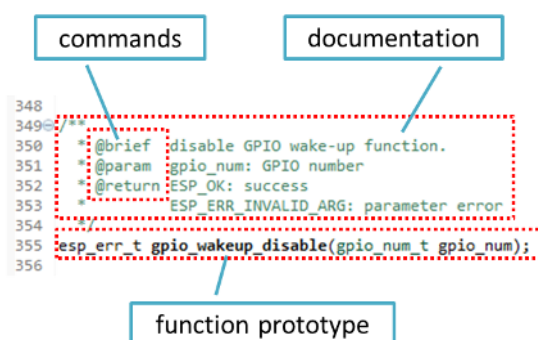 commands
documentation
348
349 /**
350 * @brief disable GPIO wake-up function.
351 * @param gpio_num: GPIO number
352 * @return ESP_OK: success
353 * ESP_ERR_INVALID_ARG: parameter error
354 */
355 esp_err_t gpio_wakeup_disable(gpio_num_t gpio_num);
356
function prototype